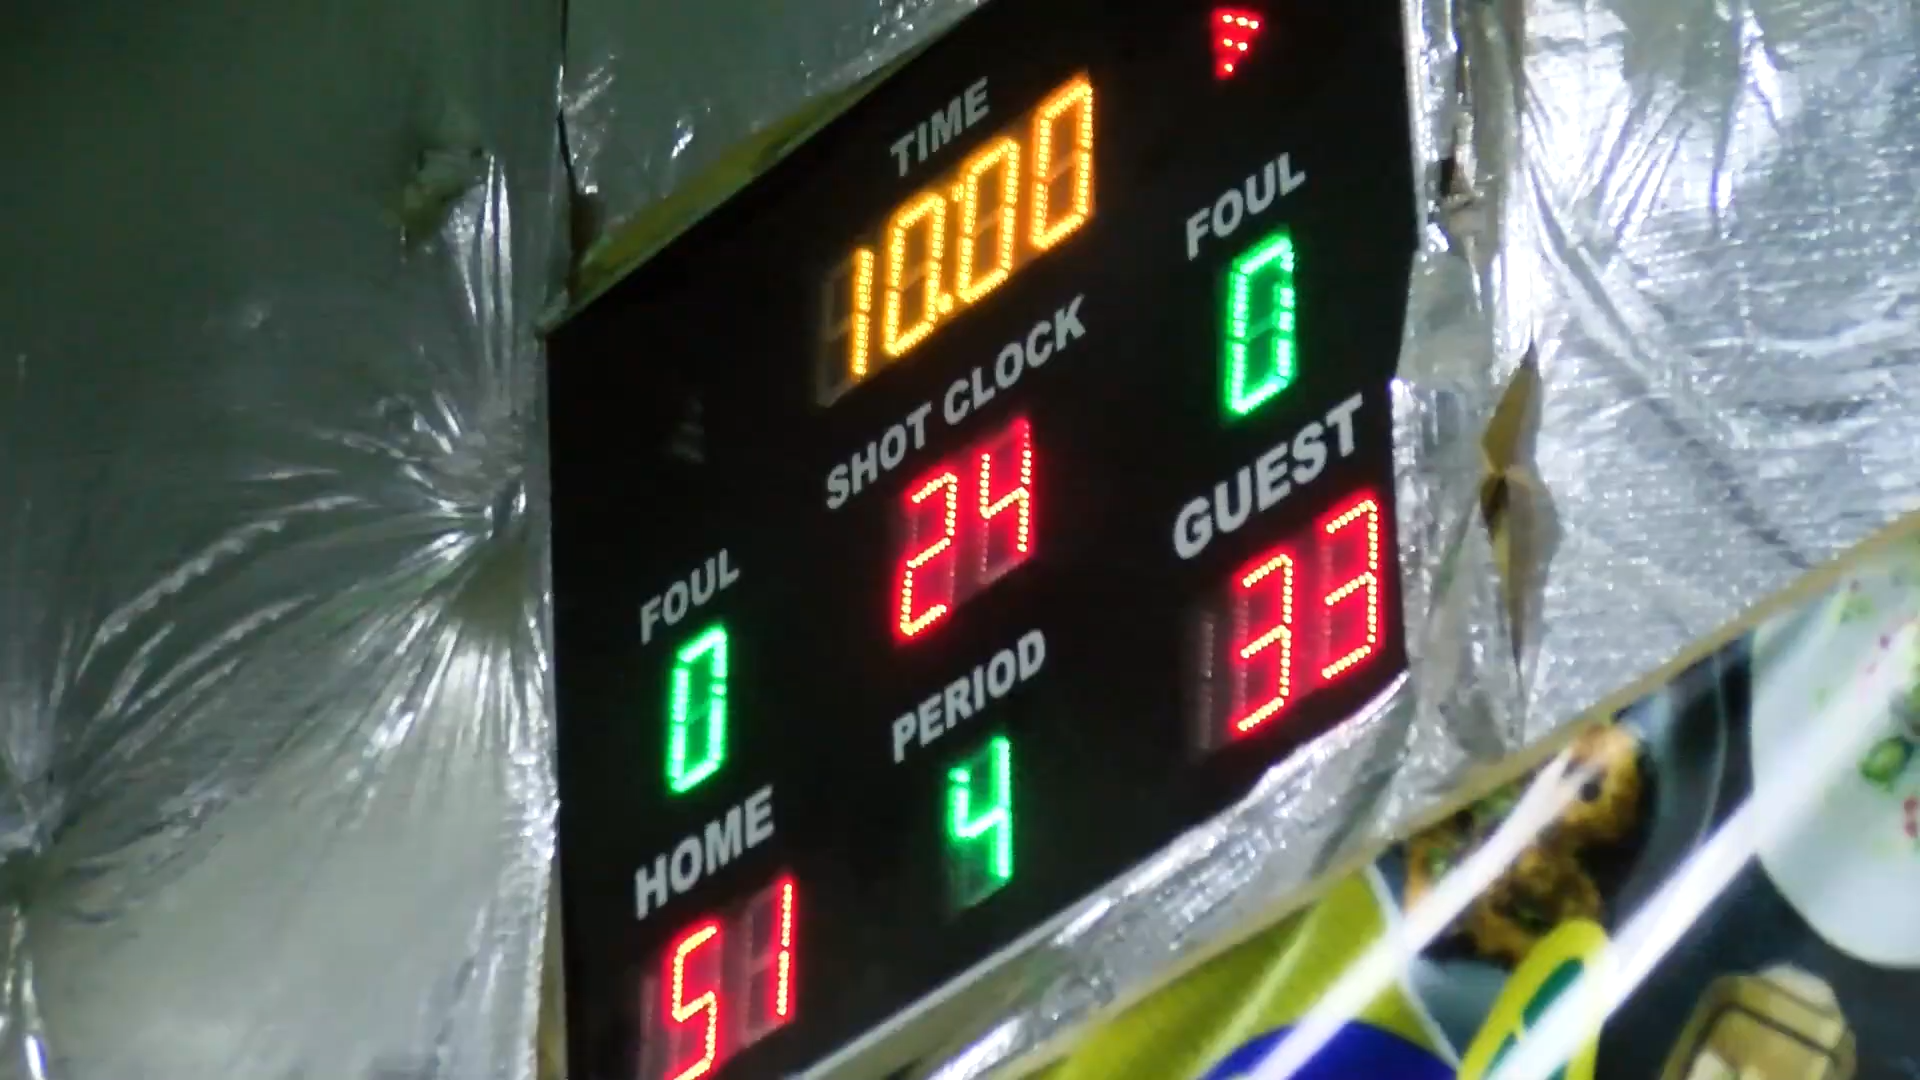 TIME
10:00
FOUL
0
SHOT CLOCK
24
GUEST
33
FOUL
0
PERIOD
4
HOME
51